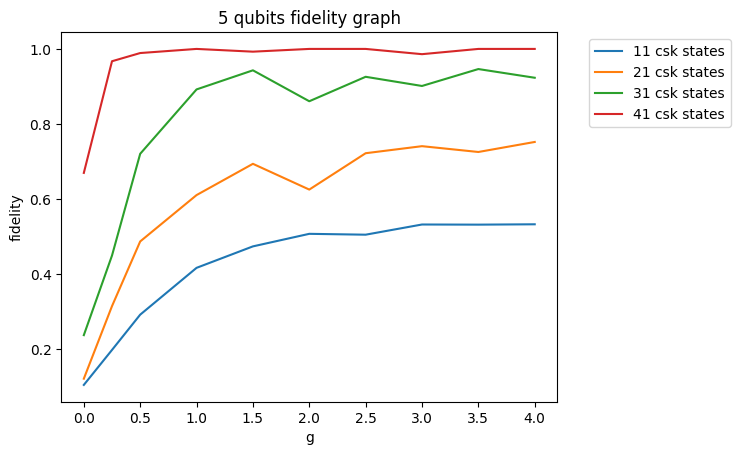 5 qubits fidelity graph
11 csk states
21 csk states
31 csk states
41 csk states
fidelity
1.0
0.8
0.6
0.4
0.2
0.0 0.5 1.0 1.5 2.0 2.5 3.0 3.5 4.0
g